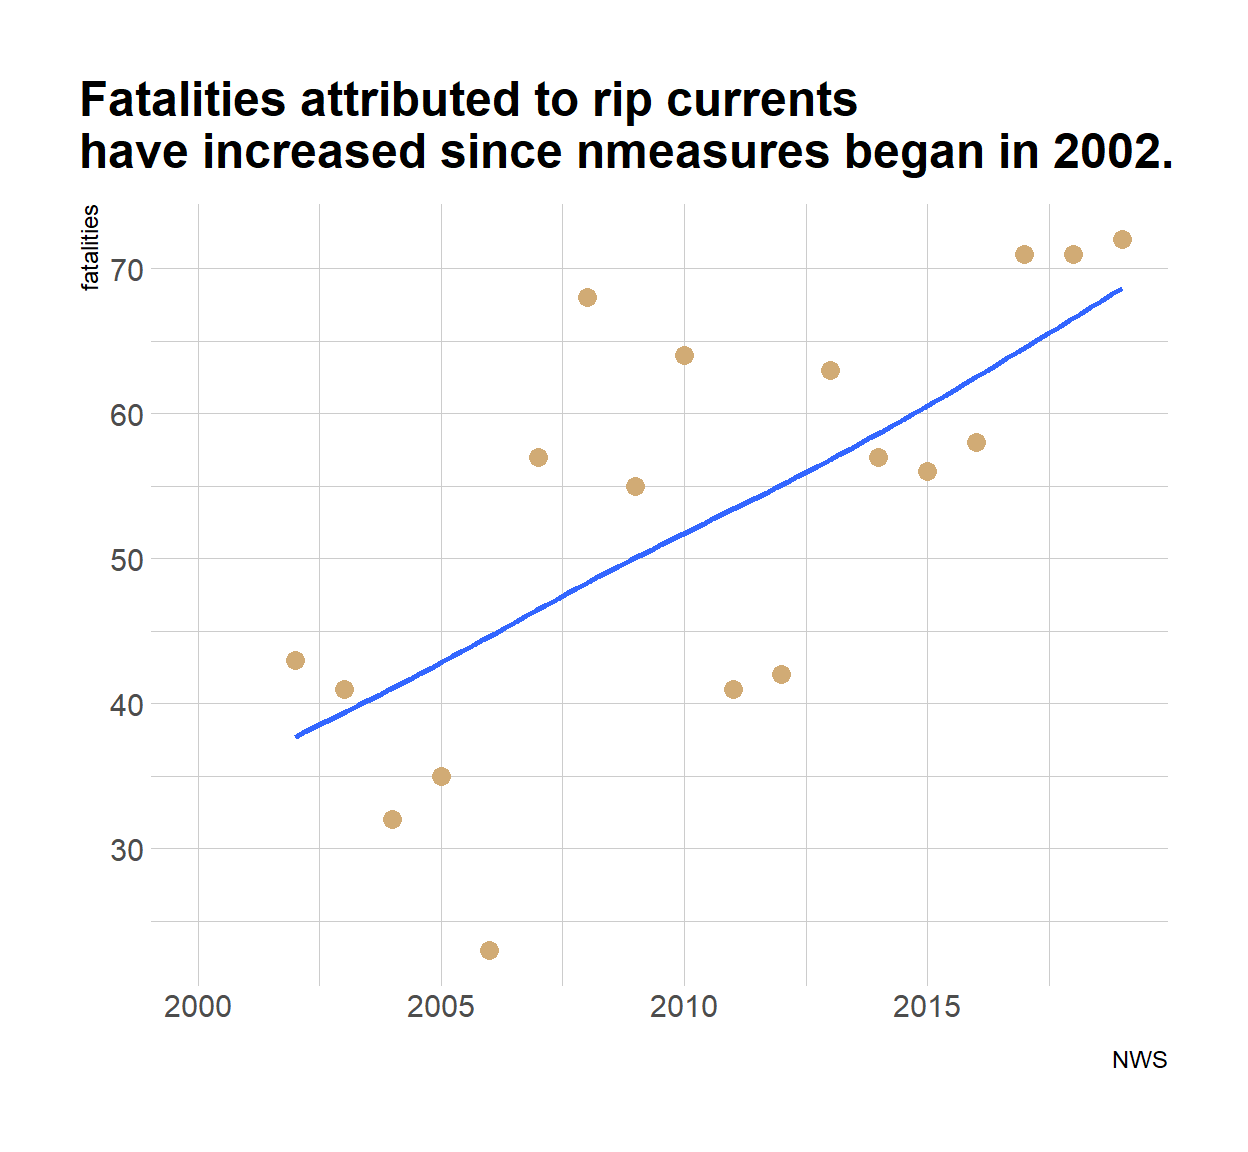 Fatalities attributed to rip currents
have increased since nmeasures began in 2002.
fatalities
70
60
50
40
30
2000 2005 2010 2015
NWS